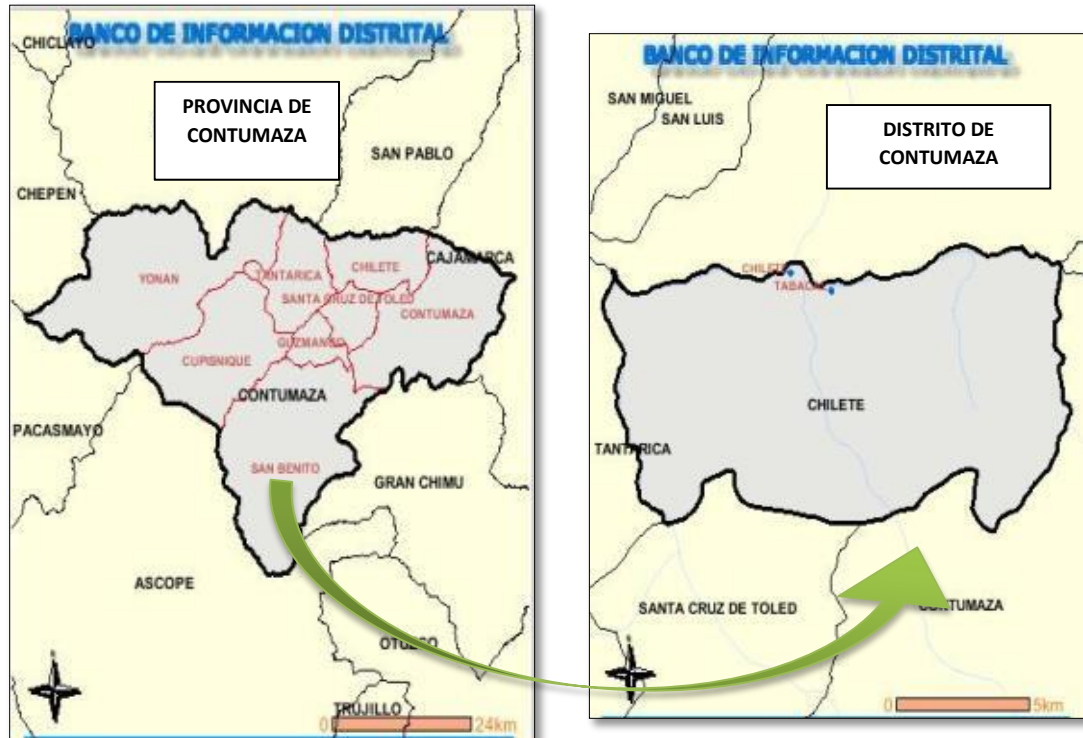 BANCO DE INFORMACION DISTRITAL
CHICLAYO
PROVINCIA DE
CONTUMAZA
SAN PABLO
CHEPEN
CAJAMARCA
YONAN
TANTARICA
CHILETE
SANTA CRUZ DE TOLED
CONTUMAZA
GUZMANGO
CUPISNIQUE
CONTUMAZA
PACASMAYO
SAN BENITO
GRAN CHIMU
ASCOPE
OTUZCO
TRUJILLO
0 24km
BANCO DE INFORMACION DISTRITAL
SAN MIGUEL
SAN LUIS
DISTRITO DE
CONTUMAZA
CHILETE
TABACAL
CHILETE
TANTARICA
SANTA CRUZ DE TOLED
CONTUMAZA
0 5km